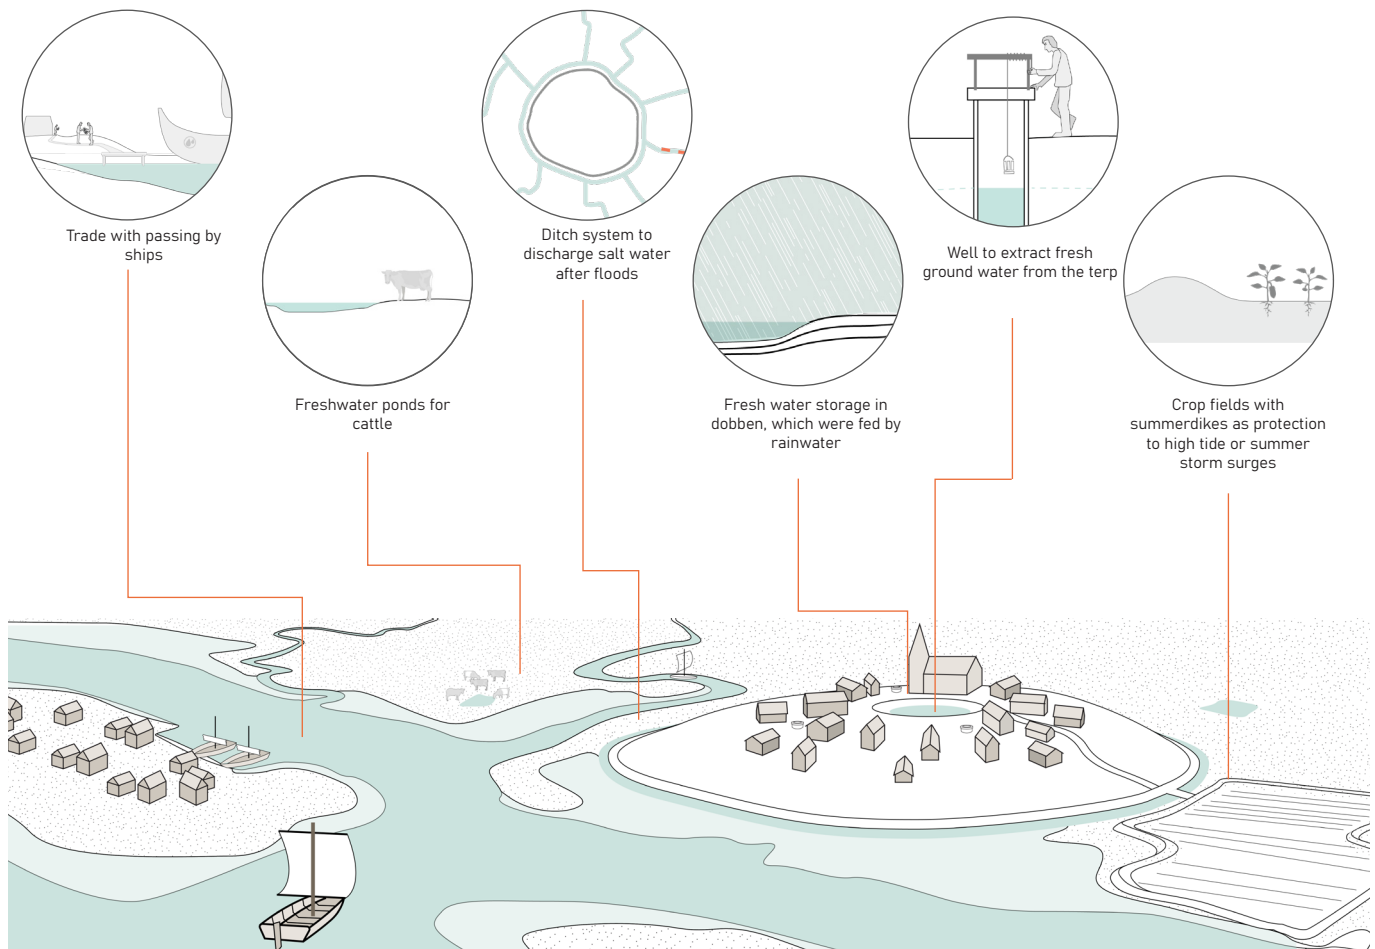 Trade with passing by
ships
Freshwater ponds for
cattle
Ditch system to
discharge salt water
after floods
Fresh water storage in
dobben, which were fed by
rainwater
Well to extract fresh
ground water from the terp
Crop fields with
summerdikes as protection
to high tide or summer
storm surges